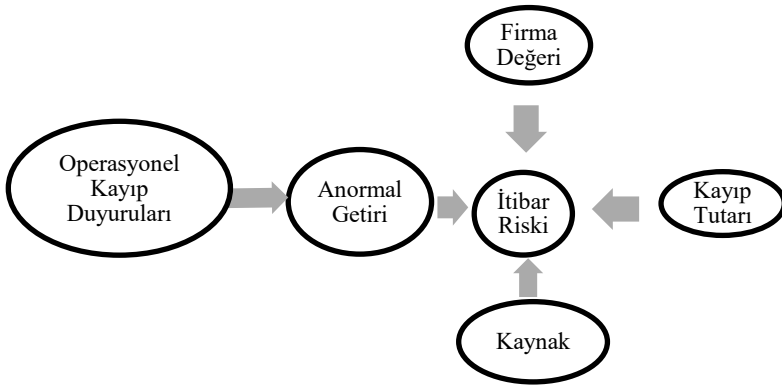 Firma
Değeri
Operasyonel
Kayıp
Duyuruları
Anormal
Getiri
İtibar
Riski
Kayıp
Tutarı
Kaynak